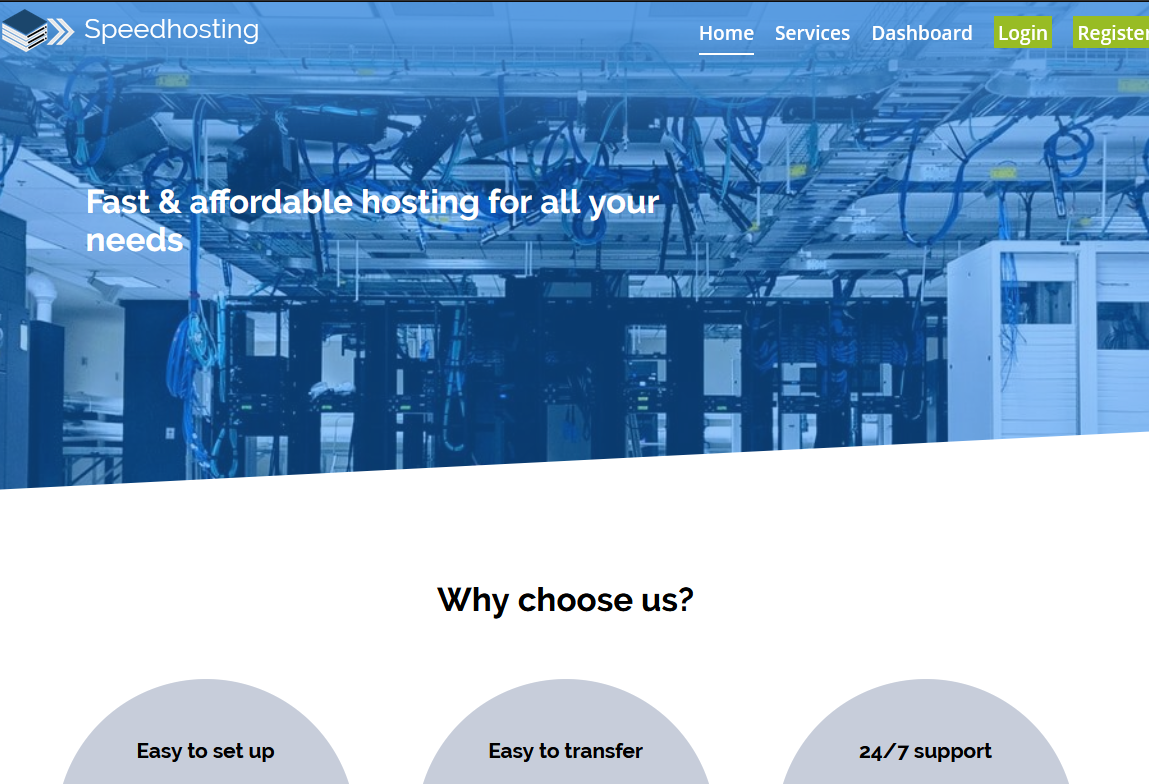 Speedhosting
Home Services Dashboard Login Register
Fast & affordable hosting for all your
needs
Why choose us?
Easy to set up Easy to transfer 24/7 support